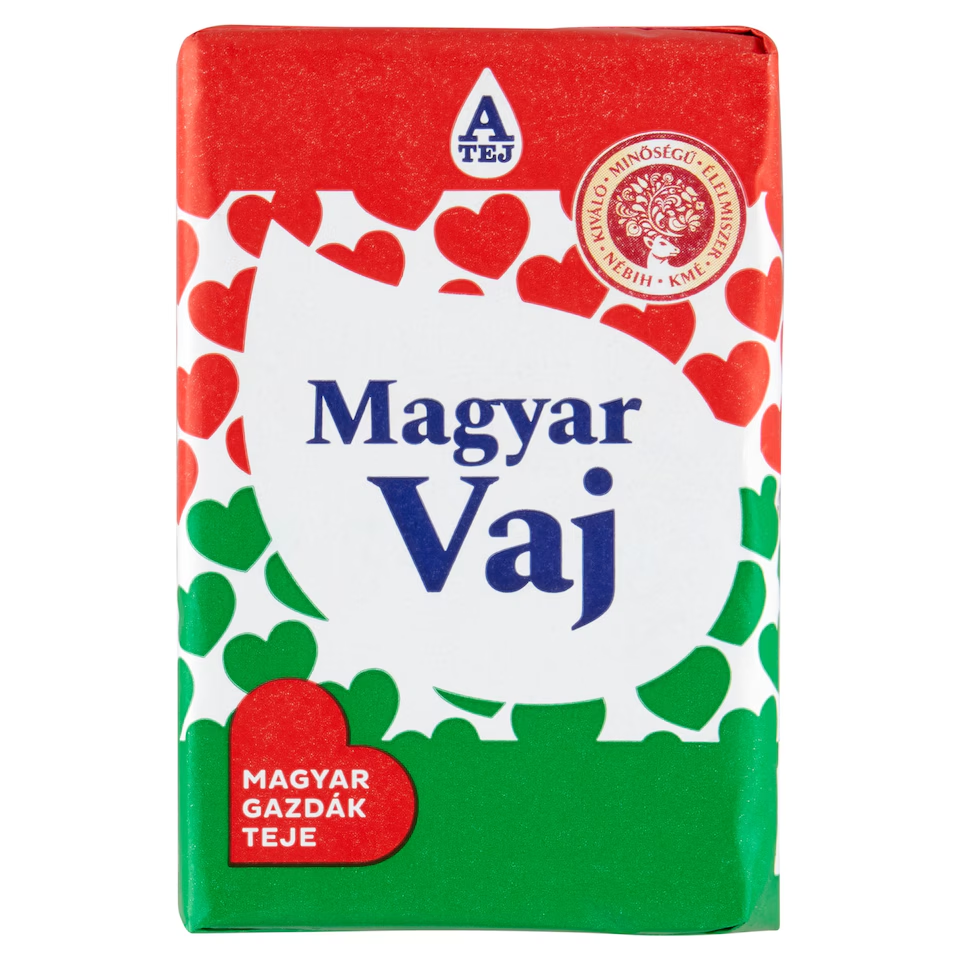 A
TEJ
KIVÁLÓ • MINŐSÉGŰ • ÉLELMISZER •
NÉBIH • KMÉ •
Magyar
Vaj
MAGYAR
GAZDÁK
TEJE